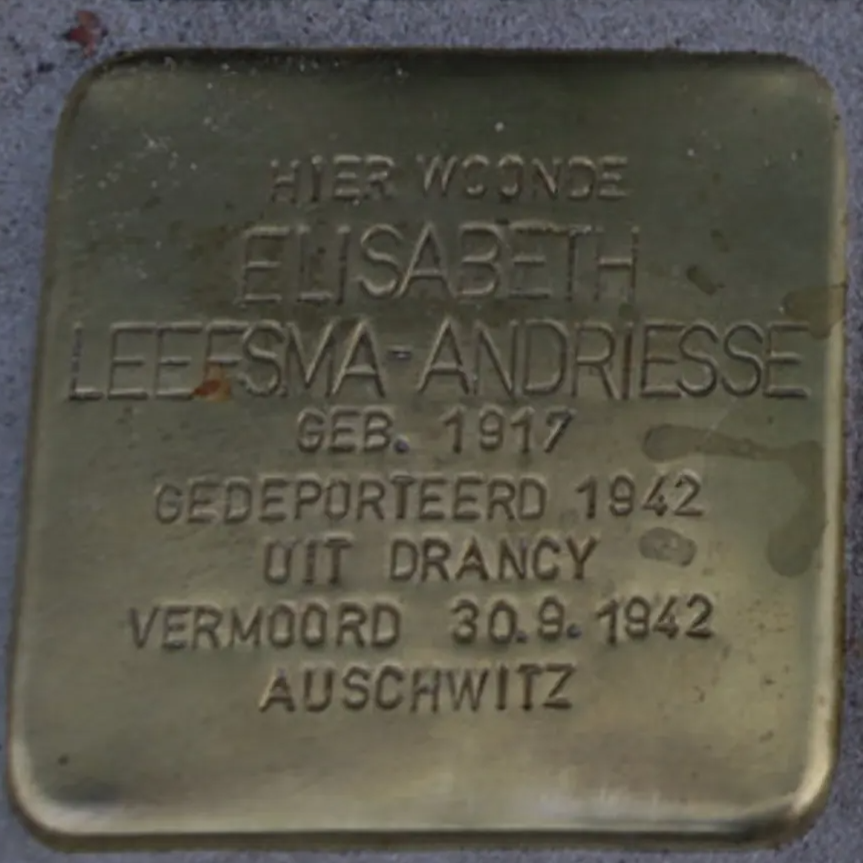 HIER WOONDE
ELISABETH
LEEFSMA-ANDRIESSE
GEB. 1917
GEDEPORTEERD 1942
UIT DRANCY
VERMOORD 30.9.1942
AUSCHWITZ